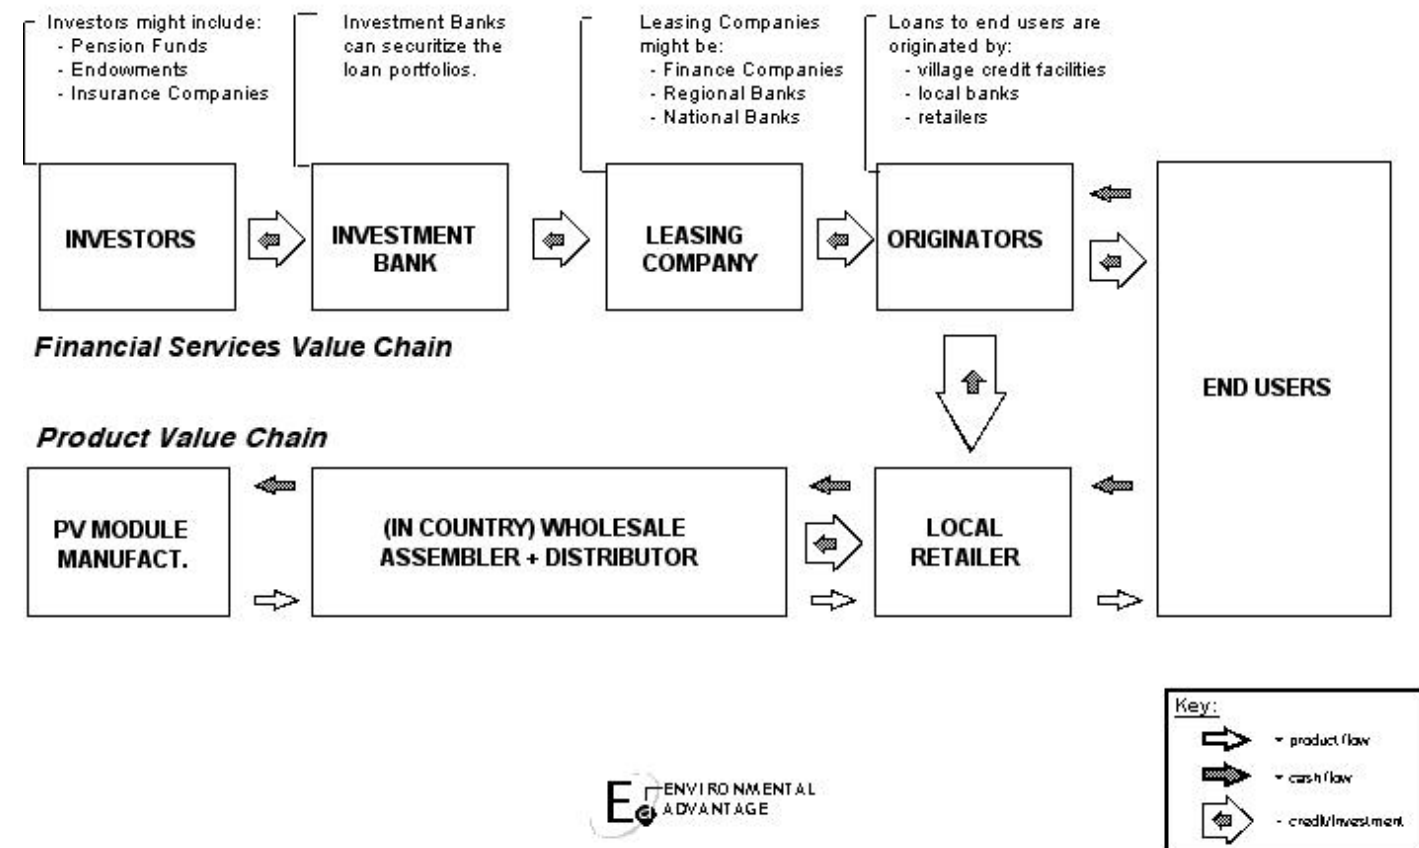 Investors might include:
- Pension Funds
- Endowments
- Insurance Companies
Investment Banks
can securitize the
loan portfolios.
Leasing Companies
might be:
- Finance Companies
- Regional Banks
- National Banks
Loans to end users are
originated by:
- village credit facilities
- local banks
- retailers
INVESTORS
INVESTMENT
BANK
LEASING
COMPANY
ORIGINATORS
END USERS
Financial Services Value Chain
Product Value Chain
PV MODULE
MANUFACT.
(IN COUNTRY) WHOLESALE
ASSEMBLER + DISTRIBUTOR
LOCAL
RETAILER
Key:
= product flow
= cash flow
- credit/investment
Ea
ENVIRONMENTAL
ADVANTAGE